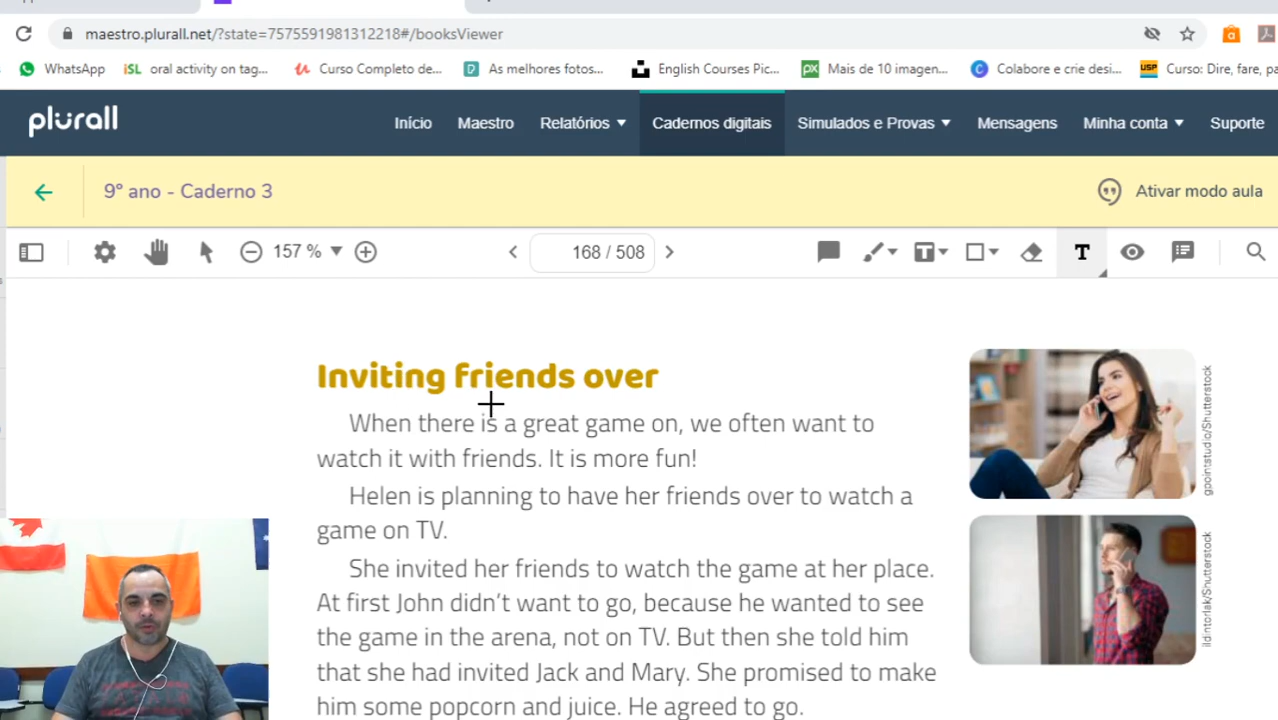 maestro.plurall.net/?state=7575591981312218#/booksViewer
WhatsApp iSL oral activity on tag... Curso Completo de... As melhores fotos... English Courses Pic... px Mais de 10 imagen... Colabore e crie desi... USP Curso: Dire, fare, pa
plurall Início Maestro Relatórios Cadernos digitais Simulados e Provas Mensagens Minha conta Suporte
9º ano - Caderno 3 Ativar modo aula
157 % 168 / 508 T T
Inviting friends over
When there is a great game on, we often want to
watch it with friends. It is more fun!
Helen is planning to have her friends over to watch a
game on TV.
She invited her friends to watch the game at her place.
At first John didn't want to go, because he wanted to see
the game in the arena, not on TV. But then she told him
that she had invited Jack and Mary. She promised to make
him some popcorn and juice. He agreed to go.
gpointstudio/Shutterstock
ildintorlak/Shutterstock